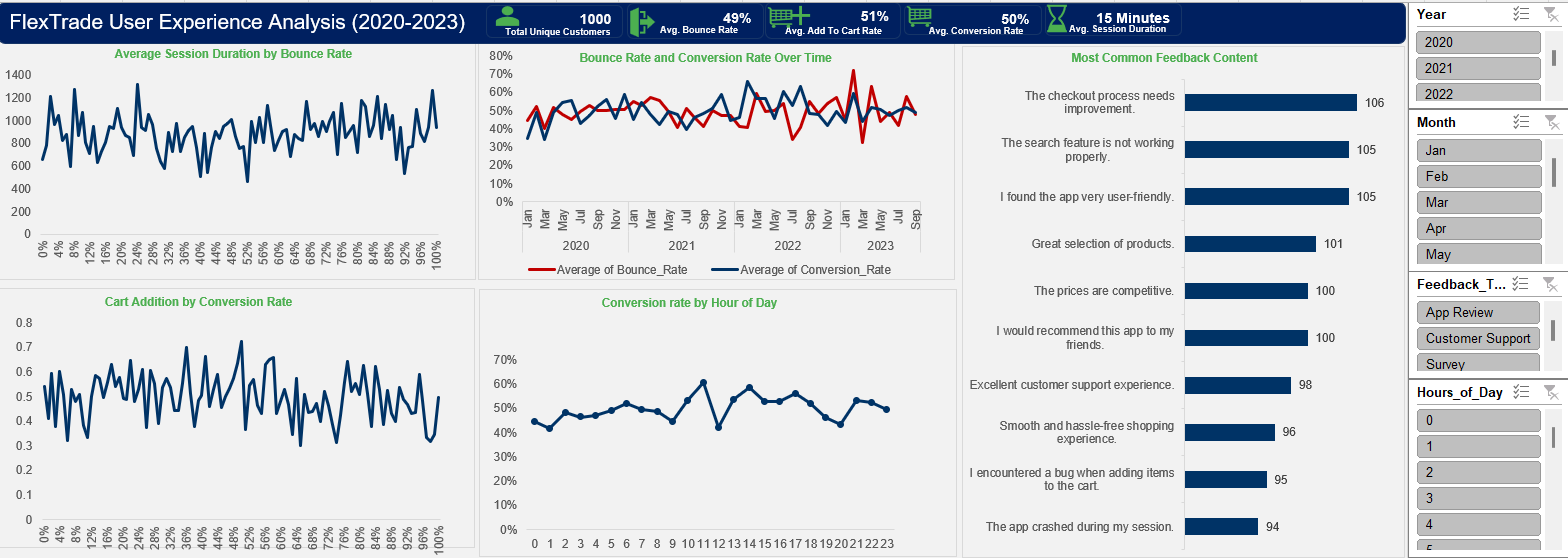 FlexTrade User Experience Analysis (2020-2023)
1000
Total Unique Customers
49%
Avg. Bounce Rate
51%
Avg. Add To Cart Rate
50%
Avg. Conversion Rate
15 Minutes
Avg. Session Duration
Average Session Duration by Bounce Rate
1400
1200
1000
800
600
400
200
0
0% 4% 8% 12% 16% 20% 24% 28% 32% 36% 40% 44% 48% 52% 56% 60% 64% 68% 72% 76% 80% 84% 88% 92% 96% 100%
Bounce Rate and Conversion Rate Over Time
80%
70%
60%
50%
40%
30%
20%
10%
0%
Jan Mar May Jul Sep Nov Jan Mar May Jul Sep Nov Jan Mar May Jul Sep Nov Jan Mar May Jul Sep
2020 2021 2022 2023
Average of Bounce_Rate Average of Conversion_Rate
Cart Addition by Conversion Rate
0.8
0.7
0.6
0.5
0.4
0.3
0.2
0.1
0
0% 4% 8% 12% 16% 20% 24% 28% 32% 36% 40% 44% 48% 52% 56% 60% 64% 68% 72% 76% 80% 84% 88% 92% 96% 100%
Conversion rate by Hour of Day
70%
60%
50%
40%
30%
20%
10%
0%
0 1 2 3 4 5 6 7 8 9 10 11 12 13 14 15 16 17 18 19 20 21 22 23
Most Common Feedback Content
The checkout process needs
improvement.
106
The search feature is not working
properly.
105
I found the app very user-friendly.
105
Great selection of products.
101
The prices are competitive.
100
I would recommend this app to my
friends.
100
Excellent customer support experience.
98
Smooth and hassle-free shopping
experience.
96
I encountered a bug when adding items
to the cart.
95
The app crashed during my session.
94
Year
2020
2021
2022
Month
Jan
Feb
Mar
Apr
May
Feedback_T...
App Review
Customer Support
Survey
Hours_of_Day
0
1
2
3
4
5